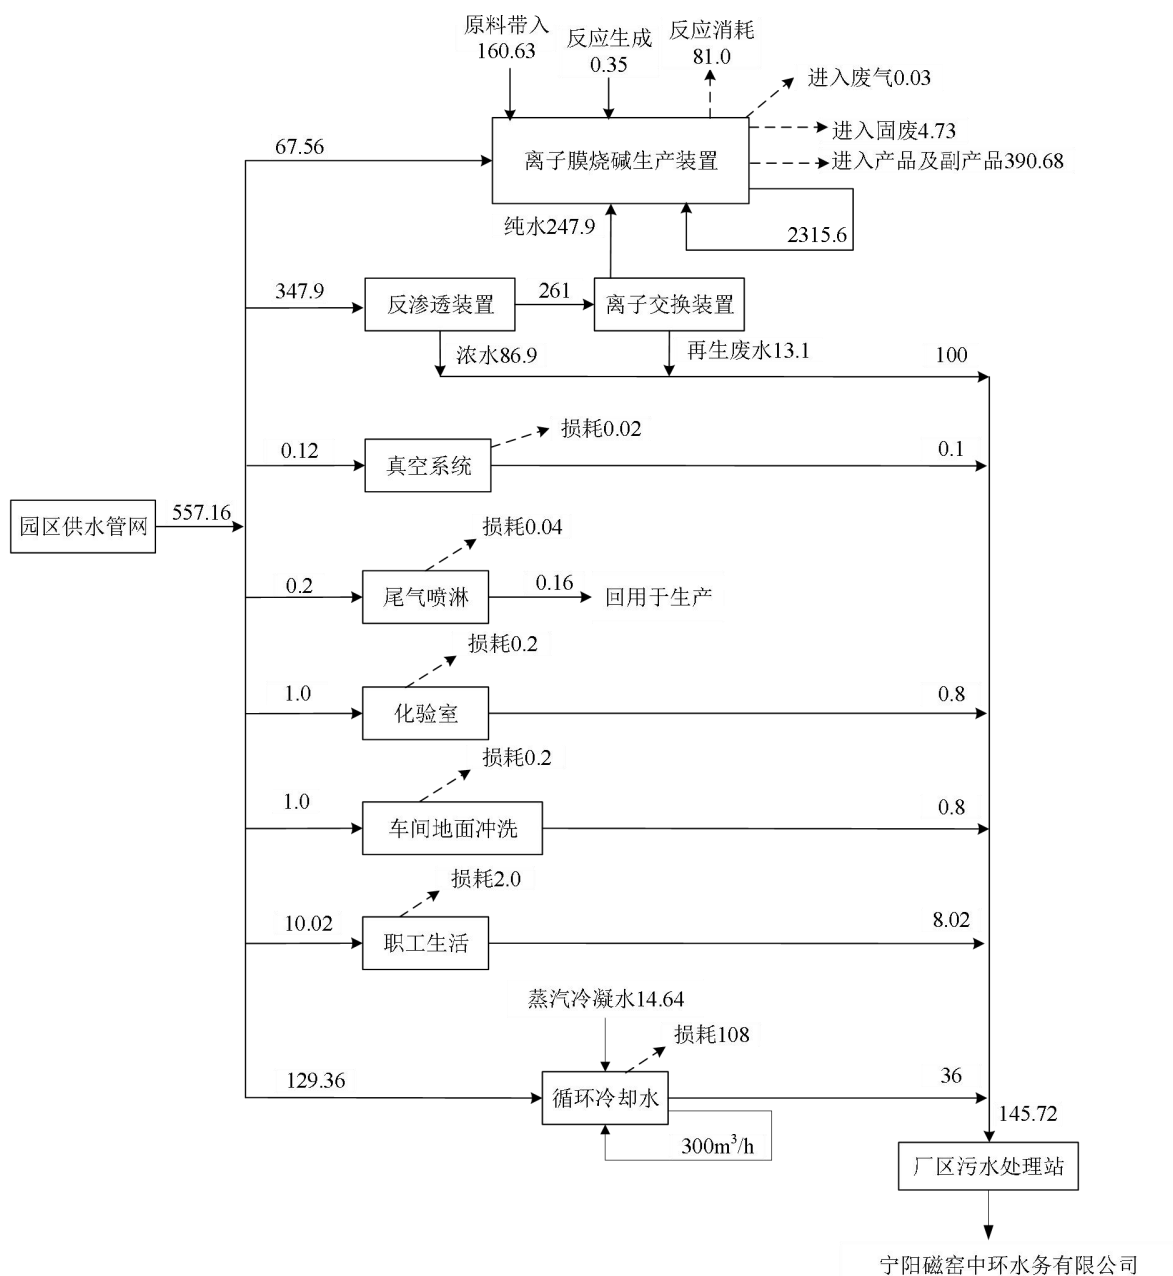 原料带入
160.63
反应生成
0.35
反应消耗
81.0
进入废气0.03
进入固废4.73
进入产品及副产品390.68
67.56
离子膜烧碱生产装置
纯水247.9
2315.6
347.9
反渗透装置
261
离子交换装置
浓水86.9
再生废水13.1
100
损耗0.02
0.12
真空系统
0.1
园区供水管网
557.16
损耗0.04
0.2
尾气喷淋
0.16
回用于生产
损耗0.2
1.0
化验室
0.8
损耗0.2
1.0
车间地面冲洗
0.8
损耗2.0
10.02
职工生活
8.02
蒸汽冷凝水14.64
损耗108
129.36
循环冷却水
36
300m³/h
145.72
厂区污水处理站
宁阳磁窑中环水务有限公司